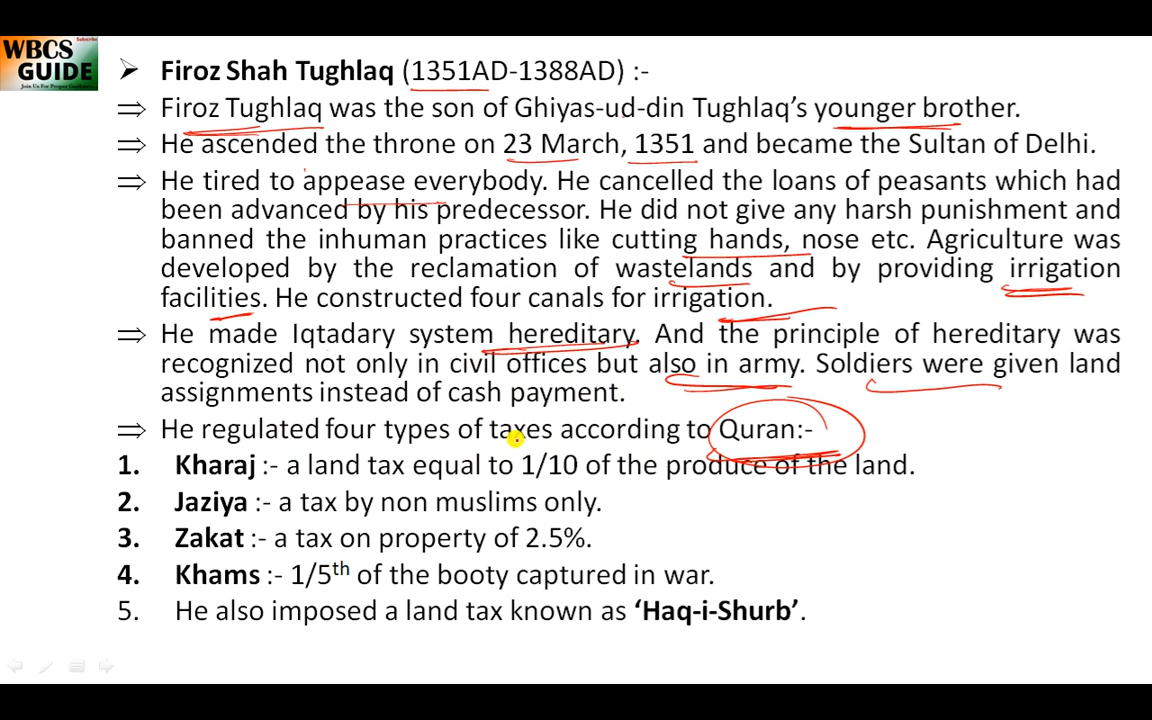 Subscribe
WBCS
GUIDE
Join Us For Proper Guidance
➢ Firoz Shah Tughlaq (1351AD-1388AD) :-
⇒ Firoz Tughlaq was the son of Ghiyas-ud-din Tughlaq's younger brother.
⇒ He ascended the throne on 23 March, 1351 and became the Sultan of Delhi.
⇒ He tired to appease everybody. He cancelled the loans of peasants which had
been advanced by his predecessor. He did not give any harsh punishment and
banned the inhuman practices like cutting hands, nose etc. Agriculture was
developed by the reclamation of wastelands and by providing irrigation
facilities. He constructed four canals for irrigation.
⇒ He made Iqtadary system hereditary. And the principle of hereditary was
recognized not only in civil offices but also in army. Soldiers were given land
assignments instead of cash payment.
⇒ He regulated four types of taxes according to Quran:-
1. Kharaj :- a land tax equal to 1/10 of the produce of the land.
2. Jaziya :- a tax by non muslims only.
3. Zakat :- a tax on property of 2.5%.
4. Khams :- 1/5th of the booty captured in war.
5. He also imposed a land tax known as ‘Haq-i-Shurb’.